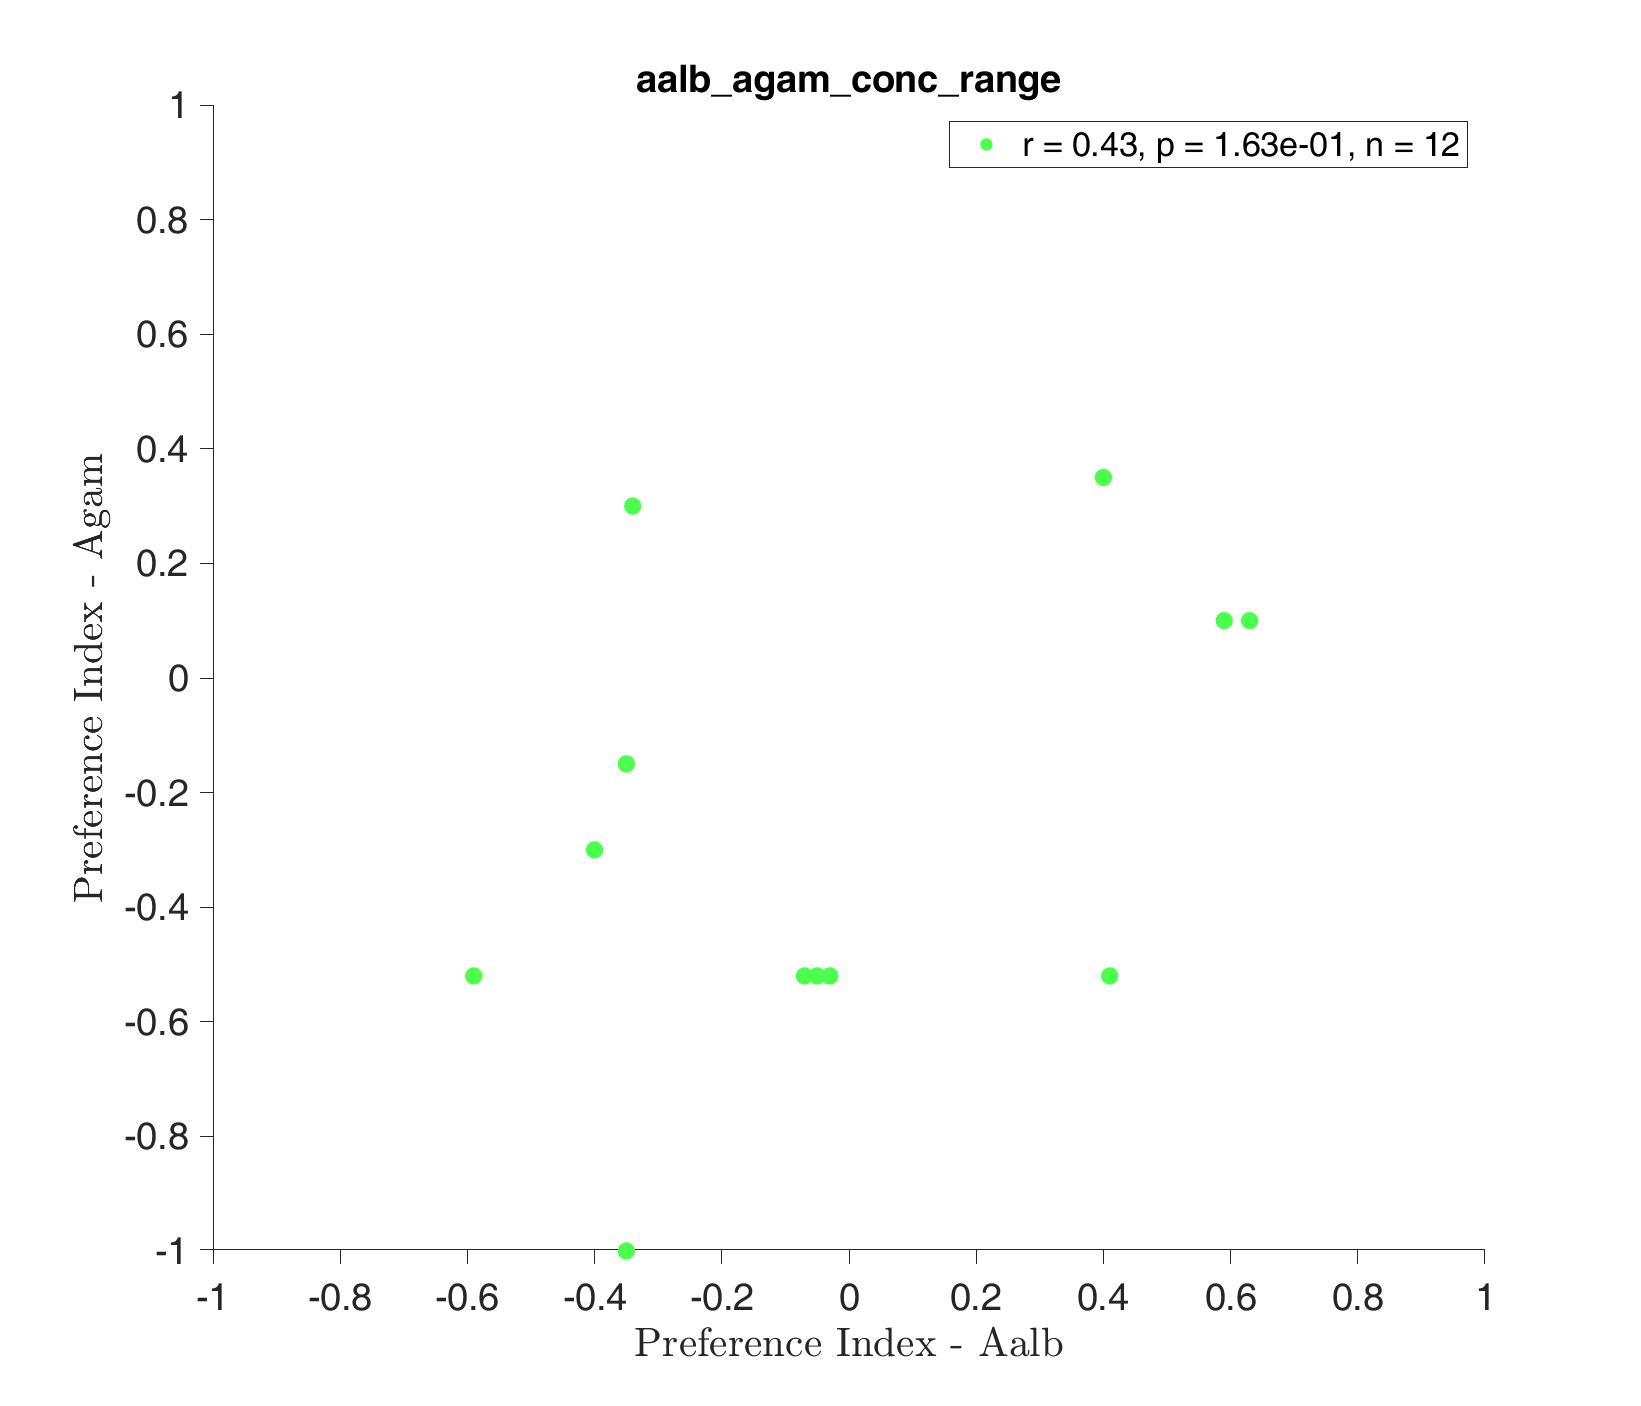 aalb_agam_conc_range
r = 0.43, p = 1.63e-01, n = 12
1
0.8
0.6
0.4
0.2
0
-0.2
-0.4
-0.6
-0.8
-1
Preference Index - Agam
-1 -0.8 -0.6 -0.4 -0.2 0 0.2 0.4 0.6 0.8 1
Preference Index - Aalb